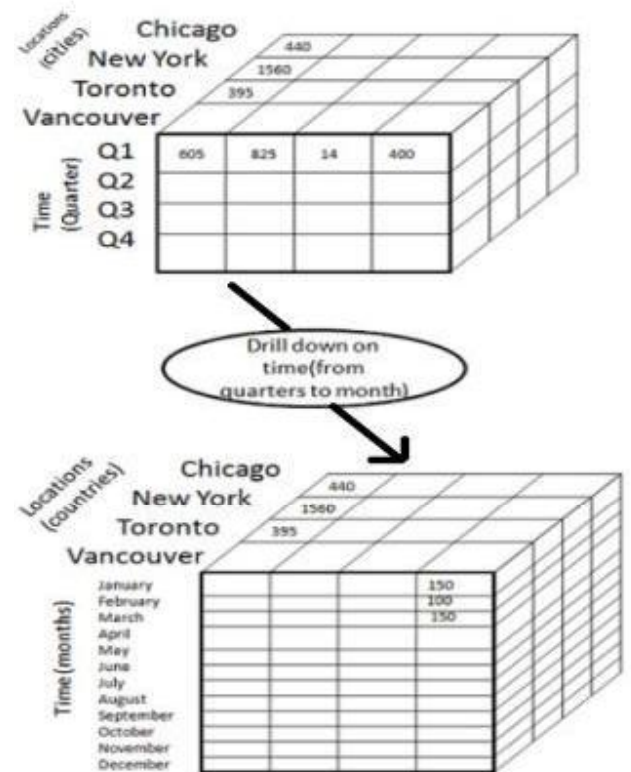 Locations
(cities)
Chicago
New York
Toronto
Vancouver
440
1560
395
Time
(Quarter)
Q1
605 825 14 400
Q2
Q3
Q4
Drill down on
time(from
quarters to month)
Locations
(countries)
Chicago
New York
Toronto
Vancouver
440
1560
395
Time (months)
January 150
February 100
March 150
April
May
June
July
August
September
October
November
December